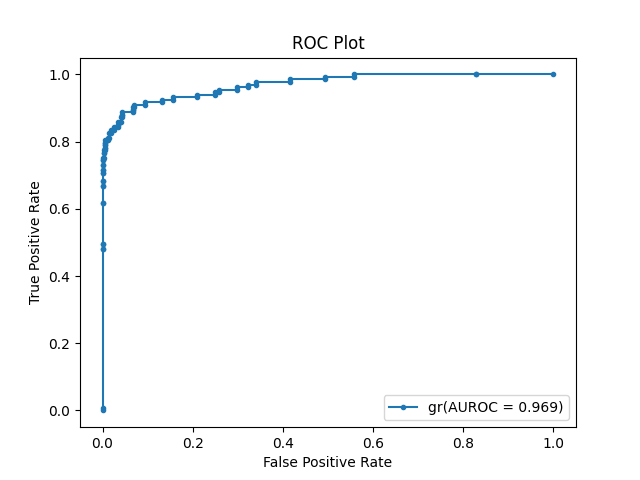 ROC Plot
True Positive Rate
1.0
0.8
0.6
0.4
0.2
0.0
gr(AUROC = 0.969)
0.0 0.2 0.4 0.6 0.8 1.0
False Positive Rate